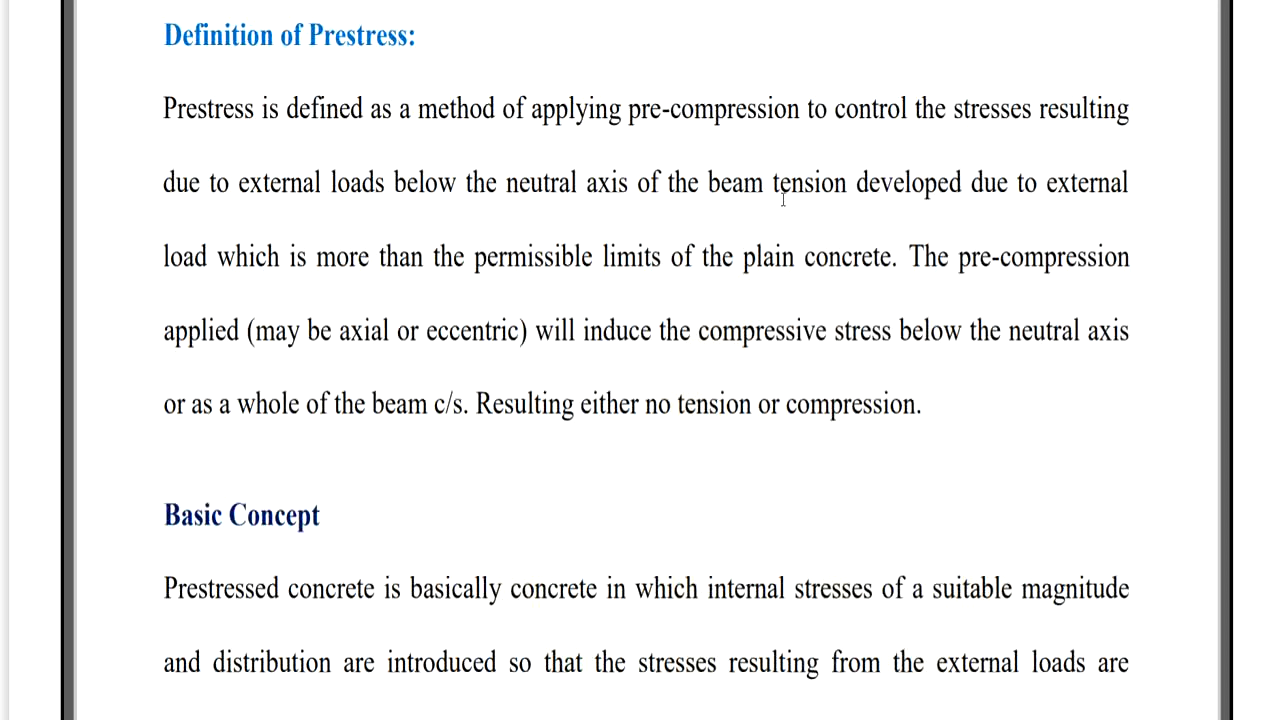 Definition of Prestress:
Prestress is defined as a method of applying pre-compression to control the stresses resulting
due to external loads below the neutral axis of the beam tension developed due to external
load which is more than the permissible limits of the plain concrete. The pre-compression
applied (may be axial or eccentric) will induce the compressive stress below the neutral axis
or as a whole of the beam c/s. Resulting either no tension or compression.
Basic Concept
Prestressed concrete is basically concrete in which internal stresses of a suitable magnitude
and distribution are introduced so that the stresses resulting from the external loads are